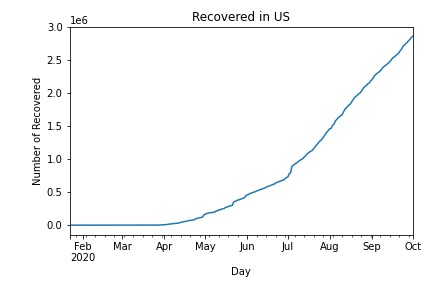 Recovered in US
1e6
3.0
2.5
2.0
1.5
1.0
0.5
0.0
Number of Recovered
Feb Mar Apr May Jun Jul Aug Sep Oct
2020
Day